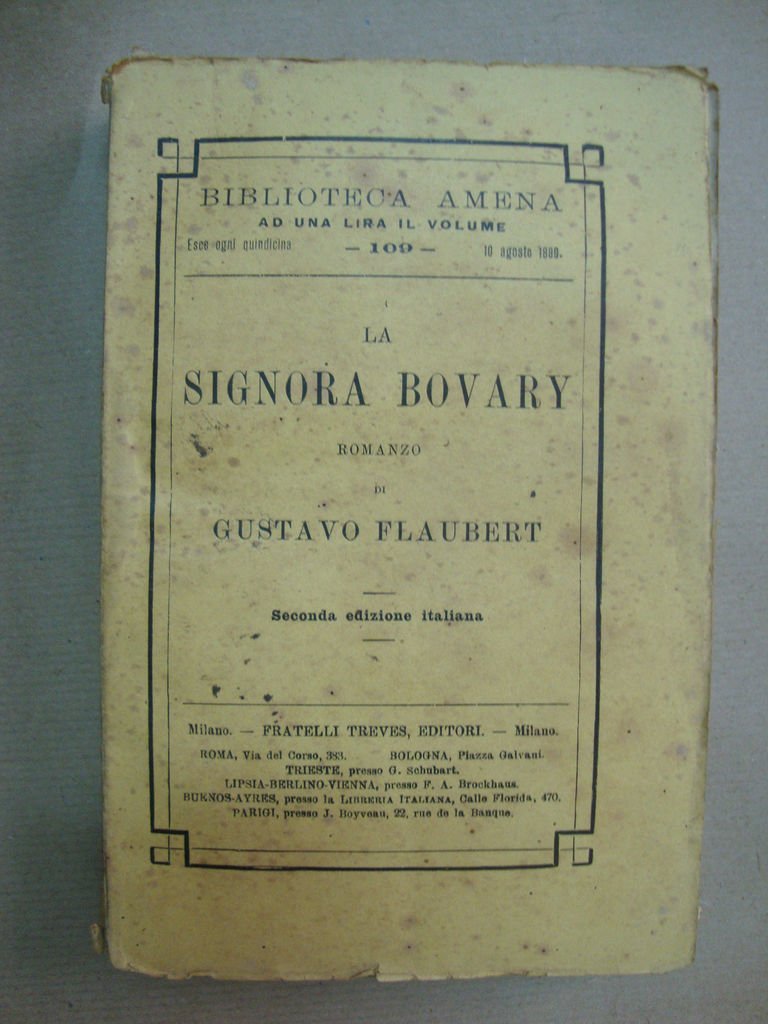 BIBLIOTECA AMENA
AD UNA LIRA IL VOLUME
Esce ogni quindicina — 109 — 10 agosto 1889.
LA
SIGNORA BOVARY
ROMANZO
DI
GUSTAVO FLAUBERT
Seconda edizione italiana
Milano. — FRATELLI TREVES, EDITORI. — Milano.
ROMA, Via del Corso, 383. BOLOGNA, Piazza Galvani.
TRIESTE, presso G. Schubart.
LIPSIA-BERLINO-VIENNA, presso F. A. Brockhaus.
BUENOS-AYRES, presso la LIBRERIA ITALIANA, Calle Florida, 470.
PARIGI, presso J. Boyveau, 22, rue de la Banque.